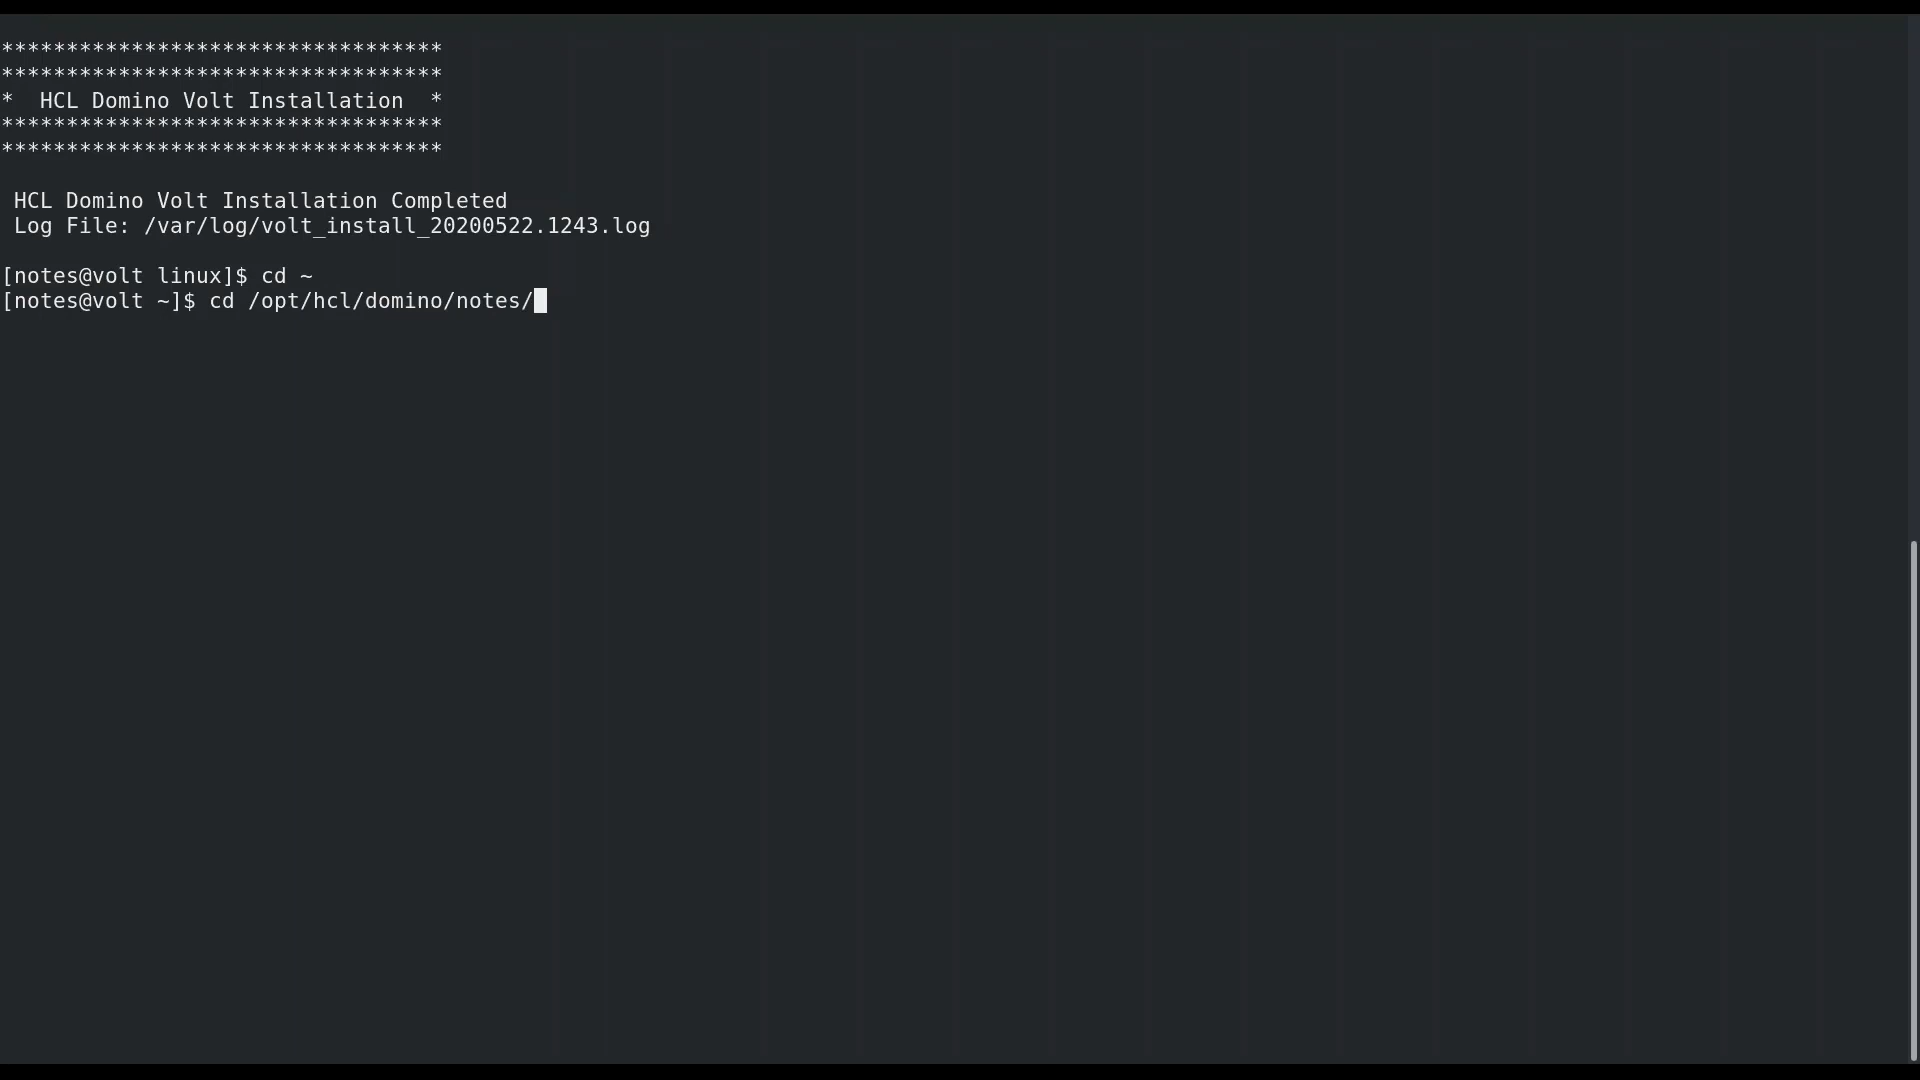 **********************************
**********************************
*  HCL Domino Volt Installation  *
**********************************
**********************************
HCL Domino Volt Installation Completed
Log File: /var/log/volt_install_20200522.1243.log
[notes@volt linux]$ cd ~
[notes@volt ~]$ cd /opt/hcl/domino/notes/